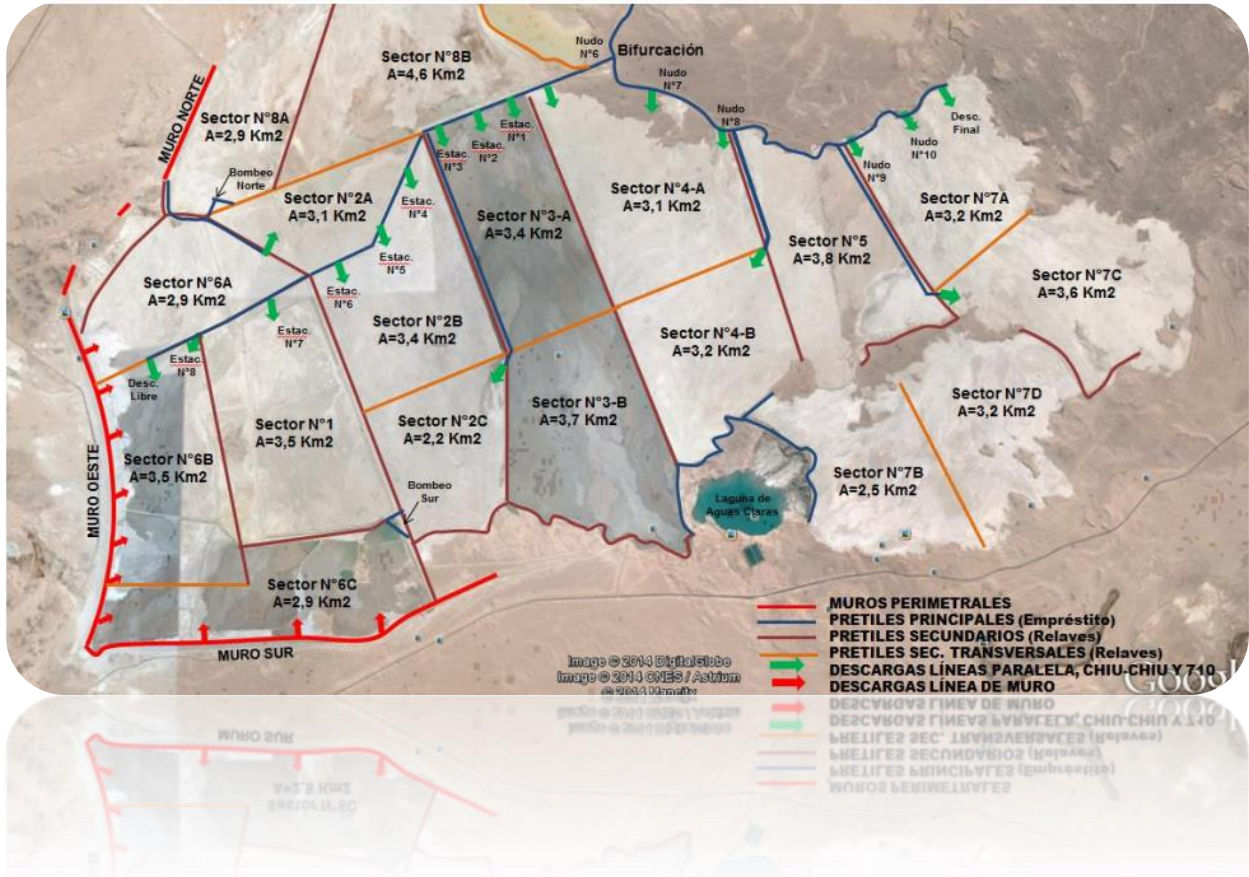 Nudo
N°6
Bifurcación
Sector N°8B
A=4,6 Km2
Nudo
N°7
MURO NORTE
Sector N°8A
A=2,9 Km2
Nudo
N°8
Desc.
Final
Estac.
N°1
Estac.
N°2
Estac.
N°3
Nudo
N°10
Nudo
N°9
Bombeo
Norte
Sector N°2A
A=3,1 Km2
Estac.
N°4
Sector N°3-A
A=3,4 Km2
Sector N°4-A
A=3,1 Km2
Sector N°7A
A=3,2 Km2
Estac.
N°5
Sector N°5
A=3,8 Km2
Sector N°6A
A=2,9 Km2
Estac.
N°6
Sector N°7C
A=3,6 Km2
Estac.
N°7
Sector N°2B
A=3,4 Km2
Sector N°4-B
A=3,2 Km2
Estac.
N°8
Desc.
Libre
Sector N°7D
A=3,2 Km2
Sector N°3-B
A=3,7 Km2
Sector N°1
A=3,5 Km2
Sector N°2C
A=2,2 Km2
MURO OESTE
Sector N°6B
A=3,5 Km2
Sector N°7B
A=2,5 Km2
Bombeo
Sur
Laguna de
Aguas Claras
Sector N°6C
A=2,9 Km2
MURO SUR
MUROS PERIMETRALES
PRETILES PRINCIPALES (Empréstito)
PRETILES SECUNDARIOS (Relaves)
PRETILES SEC. TRANSVERSALES (Relaves)
DESCARGAS LÍNEAS PARALELA, CHIU-CHIU Y 710
DESCARGAS LÍNEA DE MURO
Image © 2014 DigitalGlobe
Image © 2014 CNES / Astrium
© 2014 Mapcity
Google